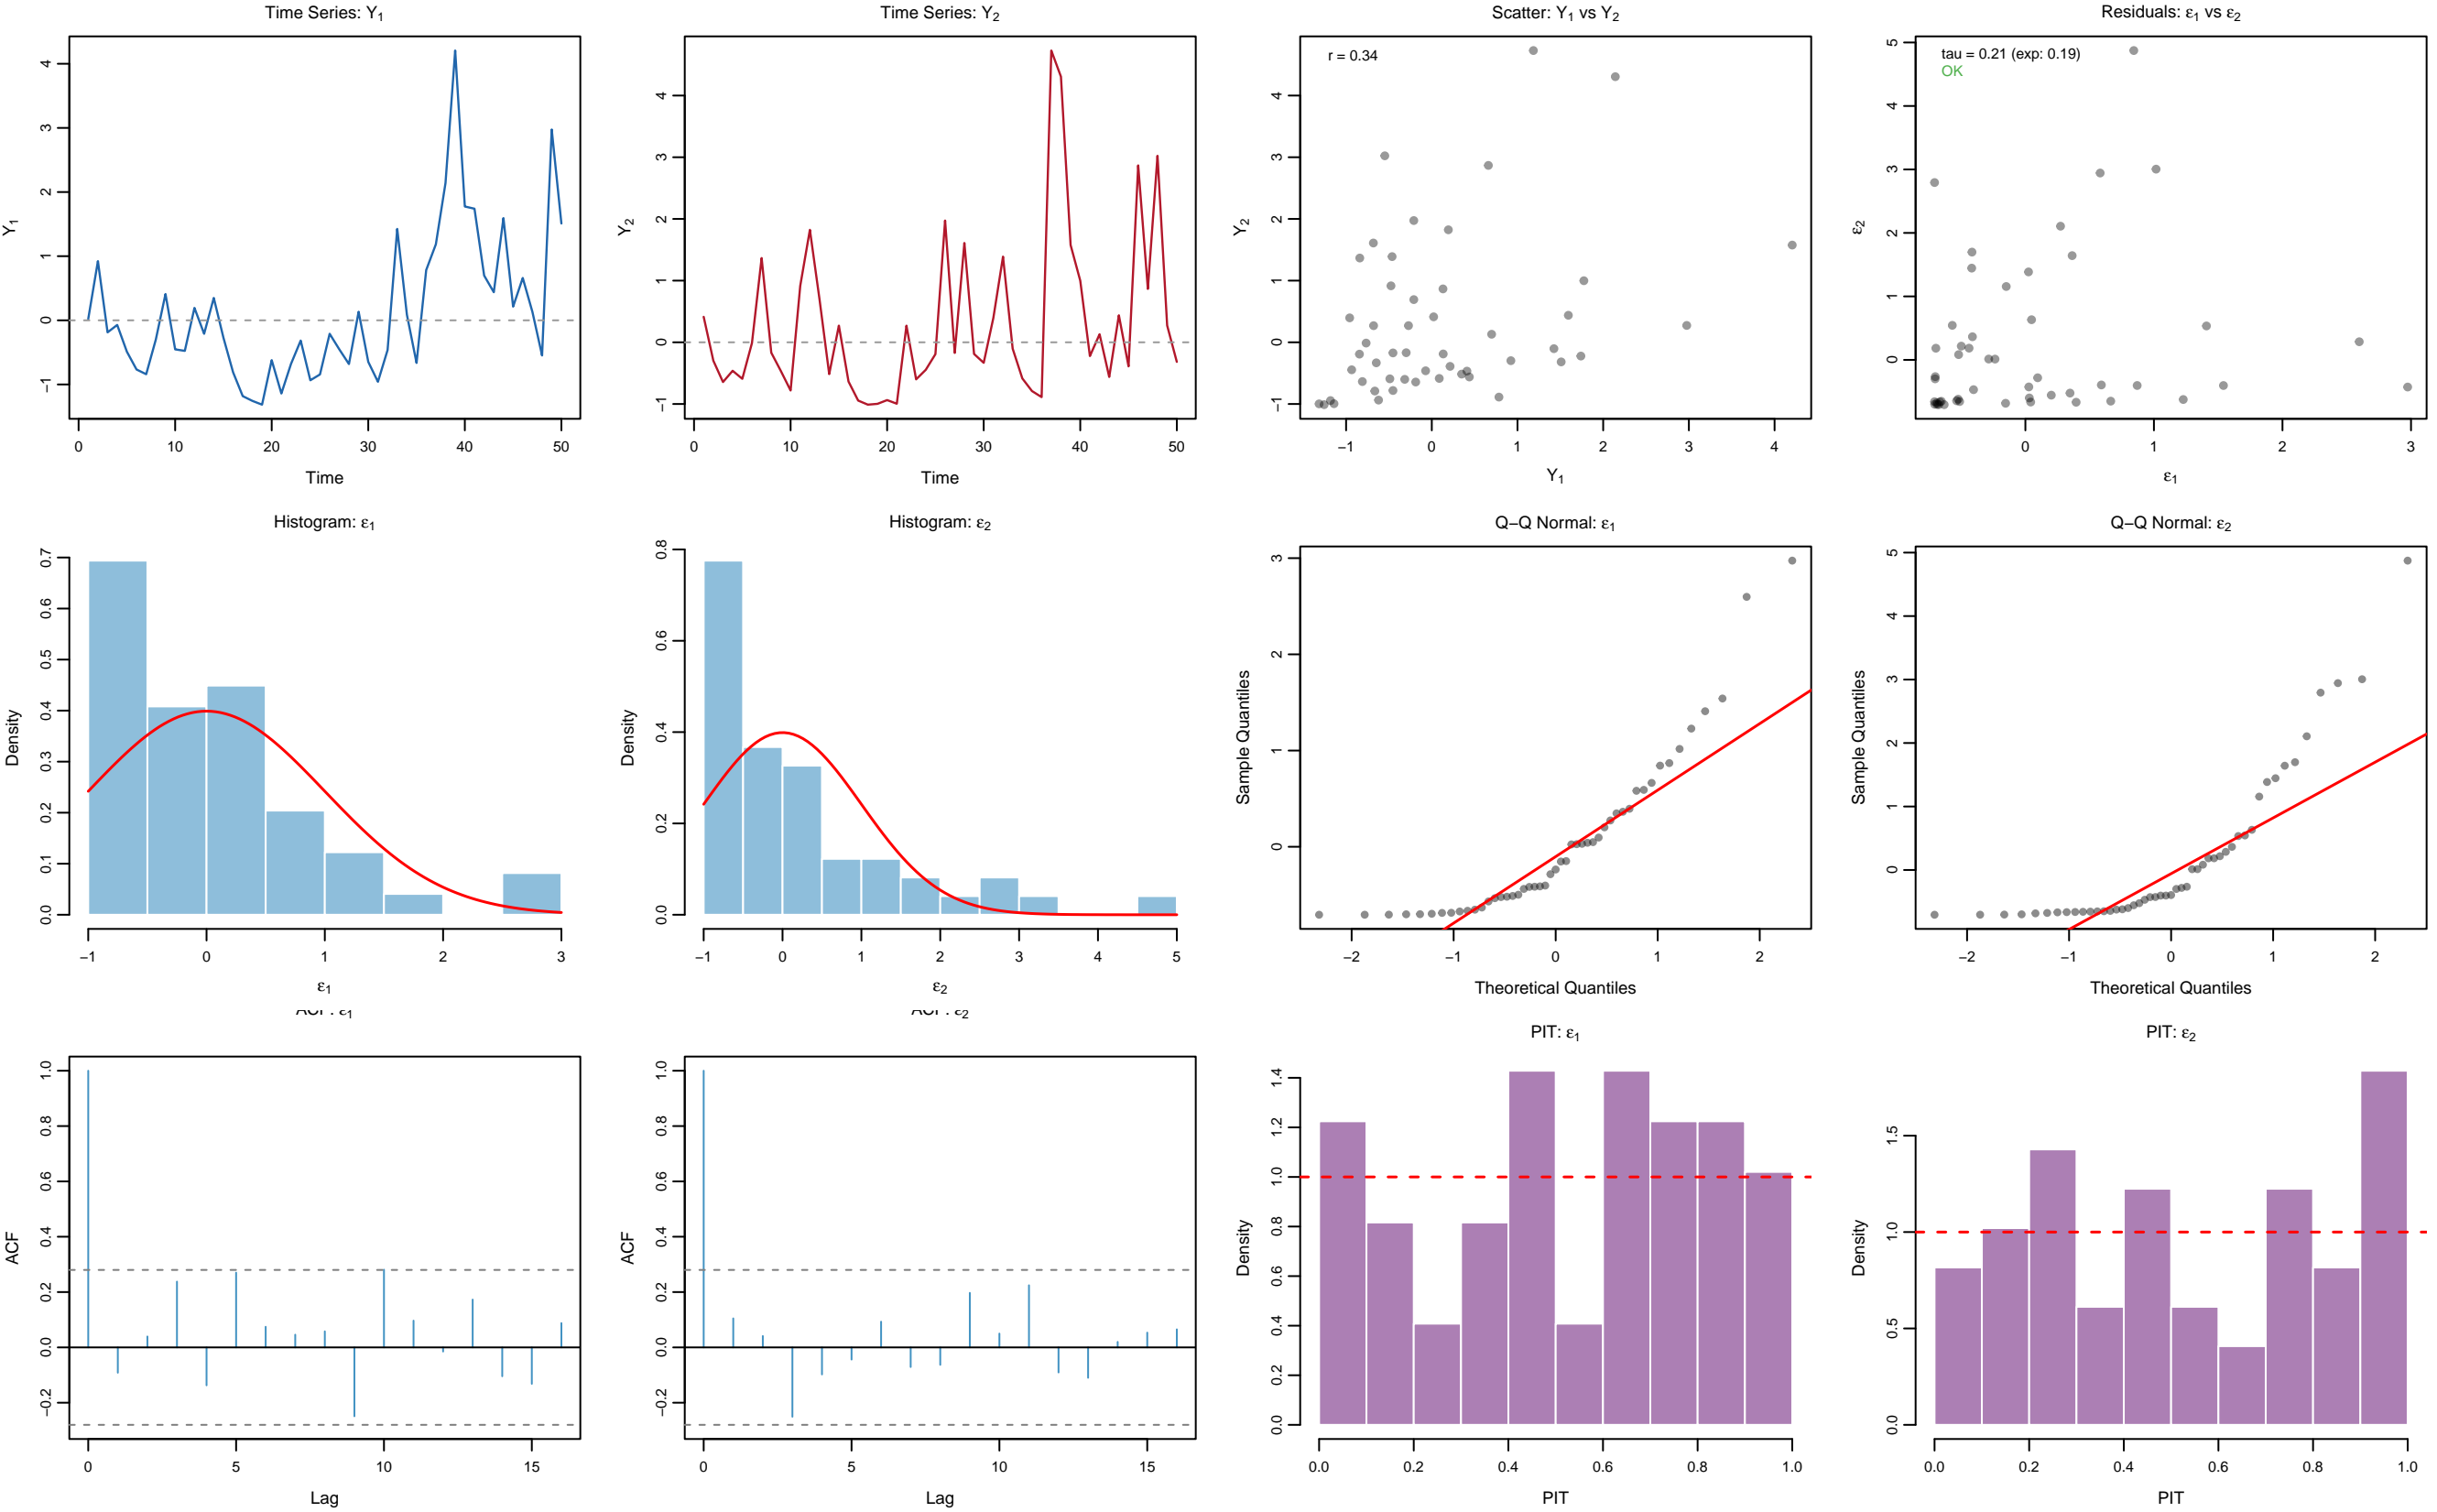 Time Series: Y₁
Y₁
4
3
2
1
0
−1
0 10 20 30 40 50
Time
Time Series: Y₂
Y₂
4
3
2
1
0
−1
0 10 20 30 40 50
Time
Scatter: Y₁ vs Y₂
r = 0.34
Y₂
4
3
2
1
0
−1
−1 0 1 2 3 4
Y₁
Residuals: ε₁ vs ε₂
tau = 0.21 (exp: 0.19)
OK
ε₂
5
4
3
2
1
0
0 1 2 3
ε₁
Histogram: ε₁
Density
0.7
0.6
0.5
0.4
0.3
0.2
0.1
0.0
−1 0 1 2 3
ε₁
Histogram: ε₂
Density
0.8
0.6
0.4
0.2
0.0
−1 0 1 2 3 4 5
ε₂
Q−Q Normal: ε₁
Sample Quantiles
3
2
1
0
−2 −1 0 1 2
Theoretical Quantiles
Q−Q Normal: ε₂
Sample Quantiles
5
4
3
2
1
0
−2 −1 0 1 2
Theoretical Quantiles
ACF: ε₁
ACF
1.0
0.8
0.6
0.4
0.2
0.0
−0.2
0 5 10 15
Lag
ACF: ε₂
ACF
1.0
0.8
0.6
0.4
0.2
0.0
−0.2
0 5 10 15
Lag
PIT: ε₁
Density
1.4
1.2
1.0
0.8
0.6
0.4
0.2
0.0
0.0 0.2 0.4 0.6 0.8 1.0
PIT
PIT: ε₂
Density
1.5
1.0
0.5
0.0
0.0 0.2 0.4 0.6 0.8 1.0
PIT